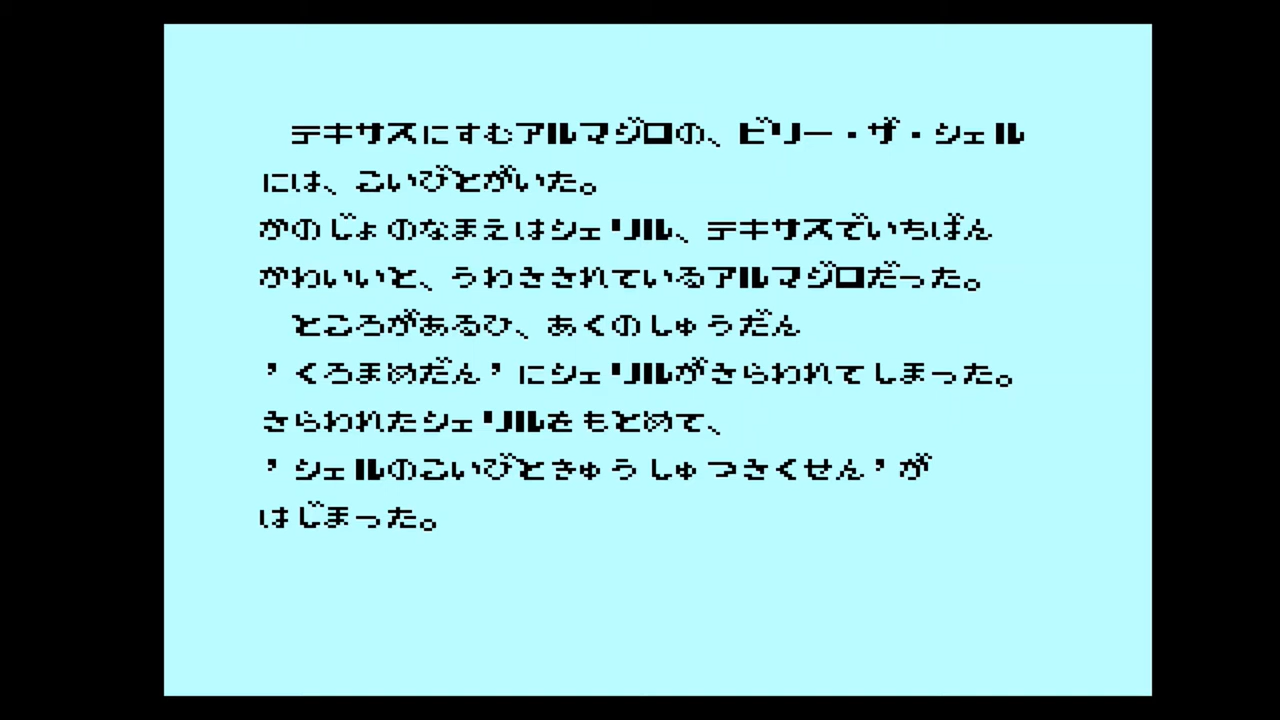 テキサスにすむアルマジロの、ビリー・ザ・シェル
には、こいびとがいた。
かのじょのなまえはシェリル、テキサスでいちばん
かわいいと、うわさされているアルマジロだった。
ところがあるひ、あくのしゅうだん
’くろまめだん’にシェリルがさらわれてしまった。
さらわれたシェリルをもとめて、
’シェルのこいびときゅうしゅつさくせん’が
はじまった。